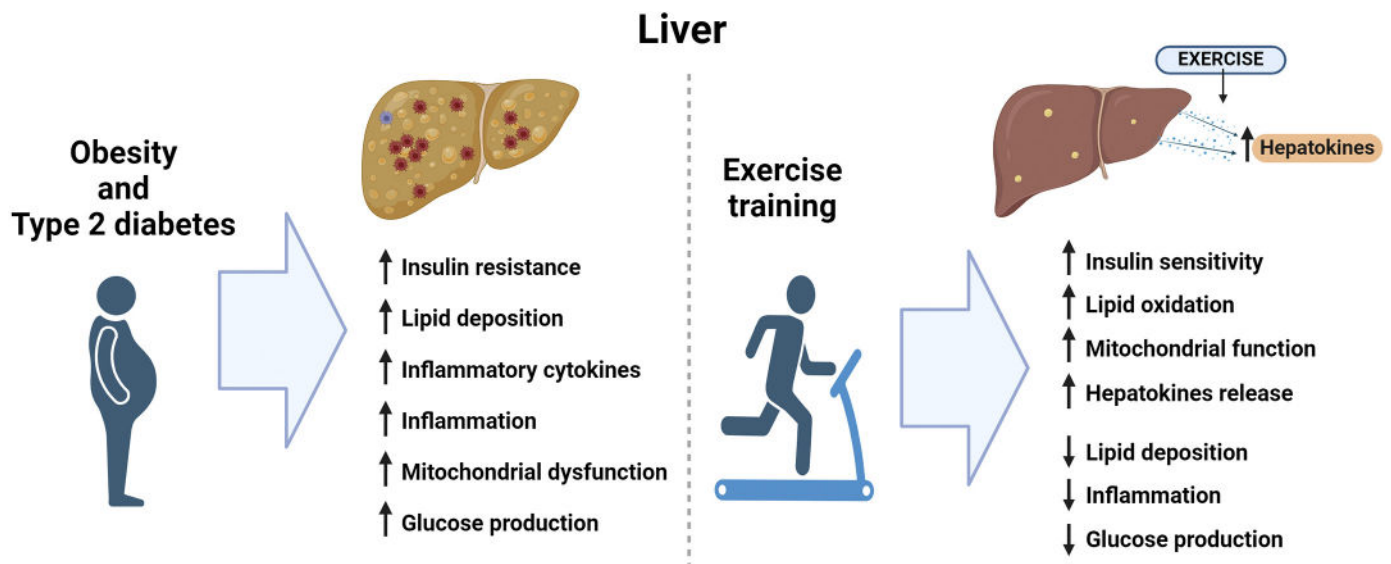 Liver
Obesity
and
Type 2 diabetes
↑ Insulin resistance
↑ Lipid deposition
↑ Inflammatory cytokines
↑ Inflammation
↑ Mitochondrial dysfunction
↑ Glucose production
Exercise
training
EXERCISE
↑ Hepatokines
↑ Insulin sensitivity
↑ Lipid oxidation
↑ Mitochondrial function
↑ Hepatokines release
↓ Lipid deposition
↓ Inflammation
↓ Glucose production